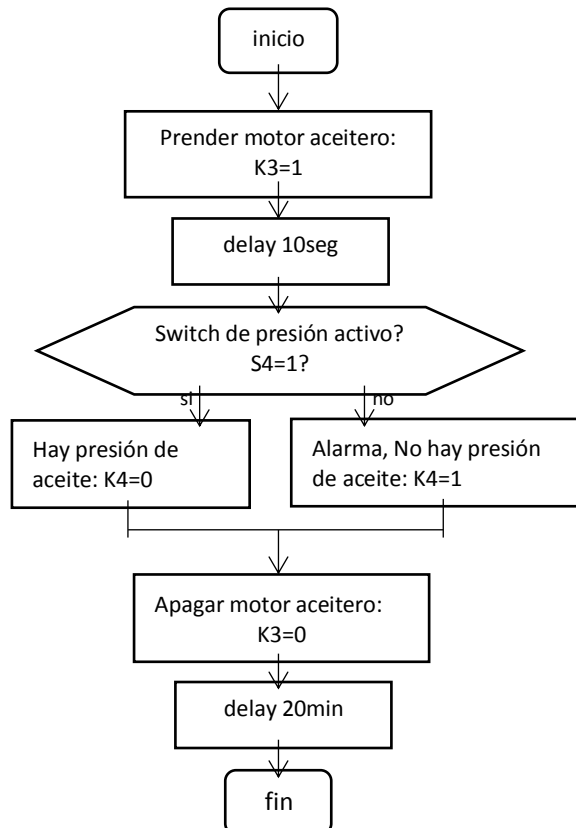 inicio
Prender motor aceitero:
K3=1
delay 10seg
Switch de presión activo?
S4=1?
si
no
Hay presión de
aceite: K4=0
Alarma, No hay presión
de aceite: K4=1
Apagar motor aceitero:
K3=0
delay 20min
fin